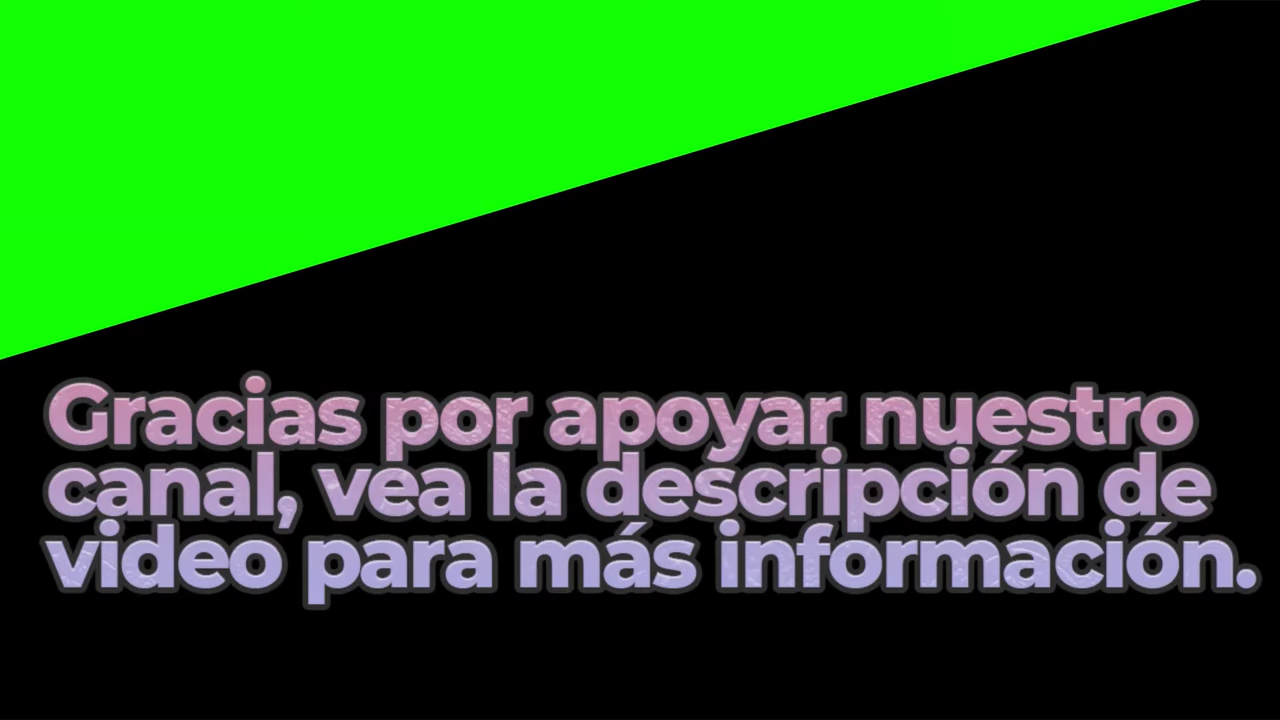 Gracias por apoyar nuestro
canal, vea la descripción de
video para más información.